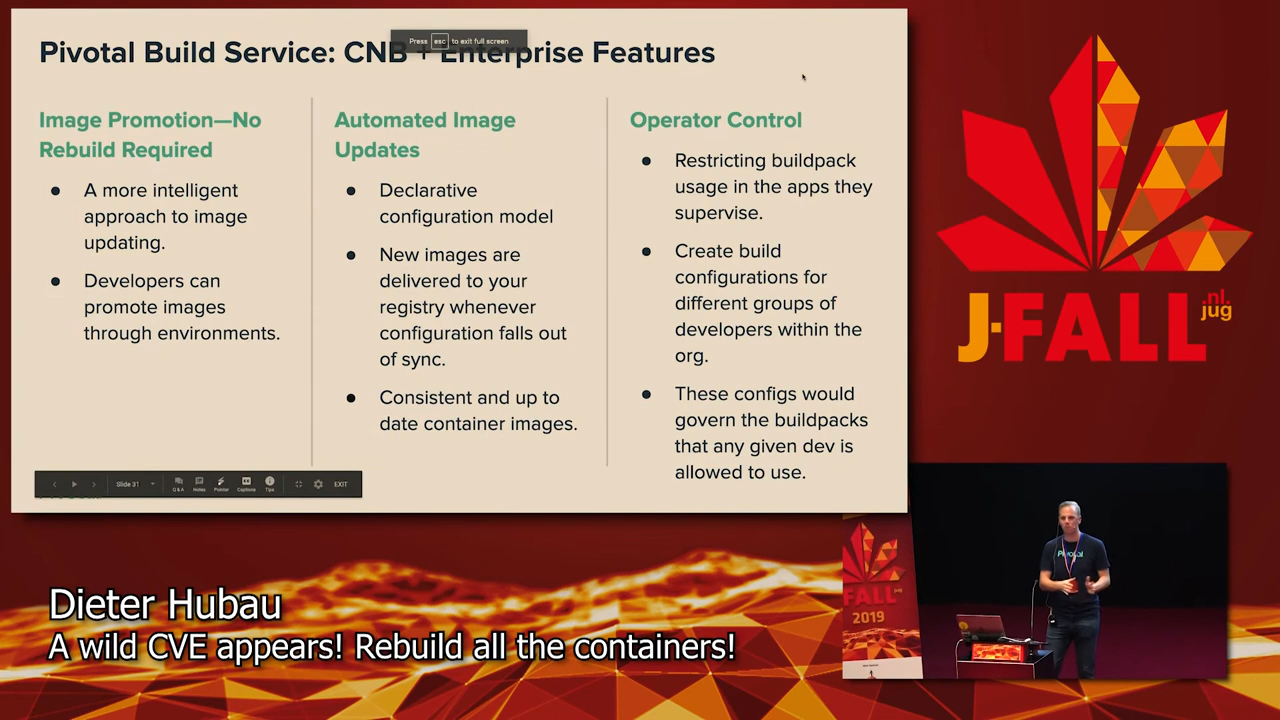 Pivotal Build Service: CNB + Enterprise Features
Press esc to exit full screen
Image Promotion—No
Rebuild Required
● A more intelligent
approach to image
updating.
● Developers can
promote images
through environments.
Automated Image
Updates
● Declarative
configuration model
● New images are
delivered to your
registry whenever
configuration falls out
of sync.
● Consistent and up to
date container images.
Operator Control
● Restricting buildpack
usage in the apps they
supervise.
● Create build
configurations for
different groups of
developers within the
org.
● These configs would
govern the buildpacks
that any given dev is
allowed to use.
Slide 31
Q & A
Notes
Pointer
Captions
Tips
EXIT
J-FALL
nl.
jug
FALL
2019
Pivotal
Dieter Hubau
A wild CVE appears! Rebuild all the containers!